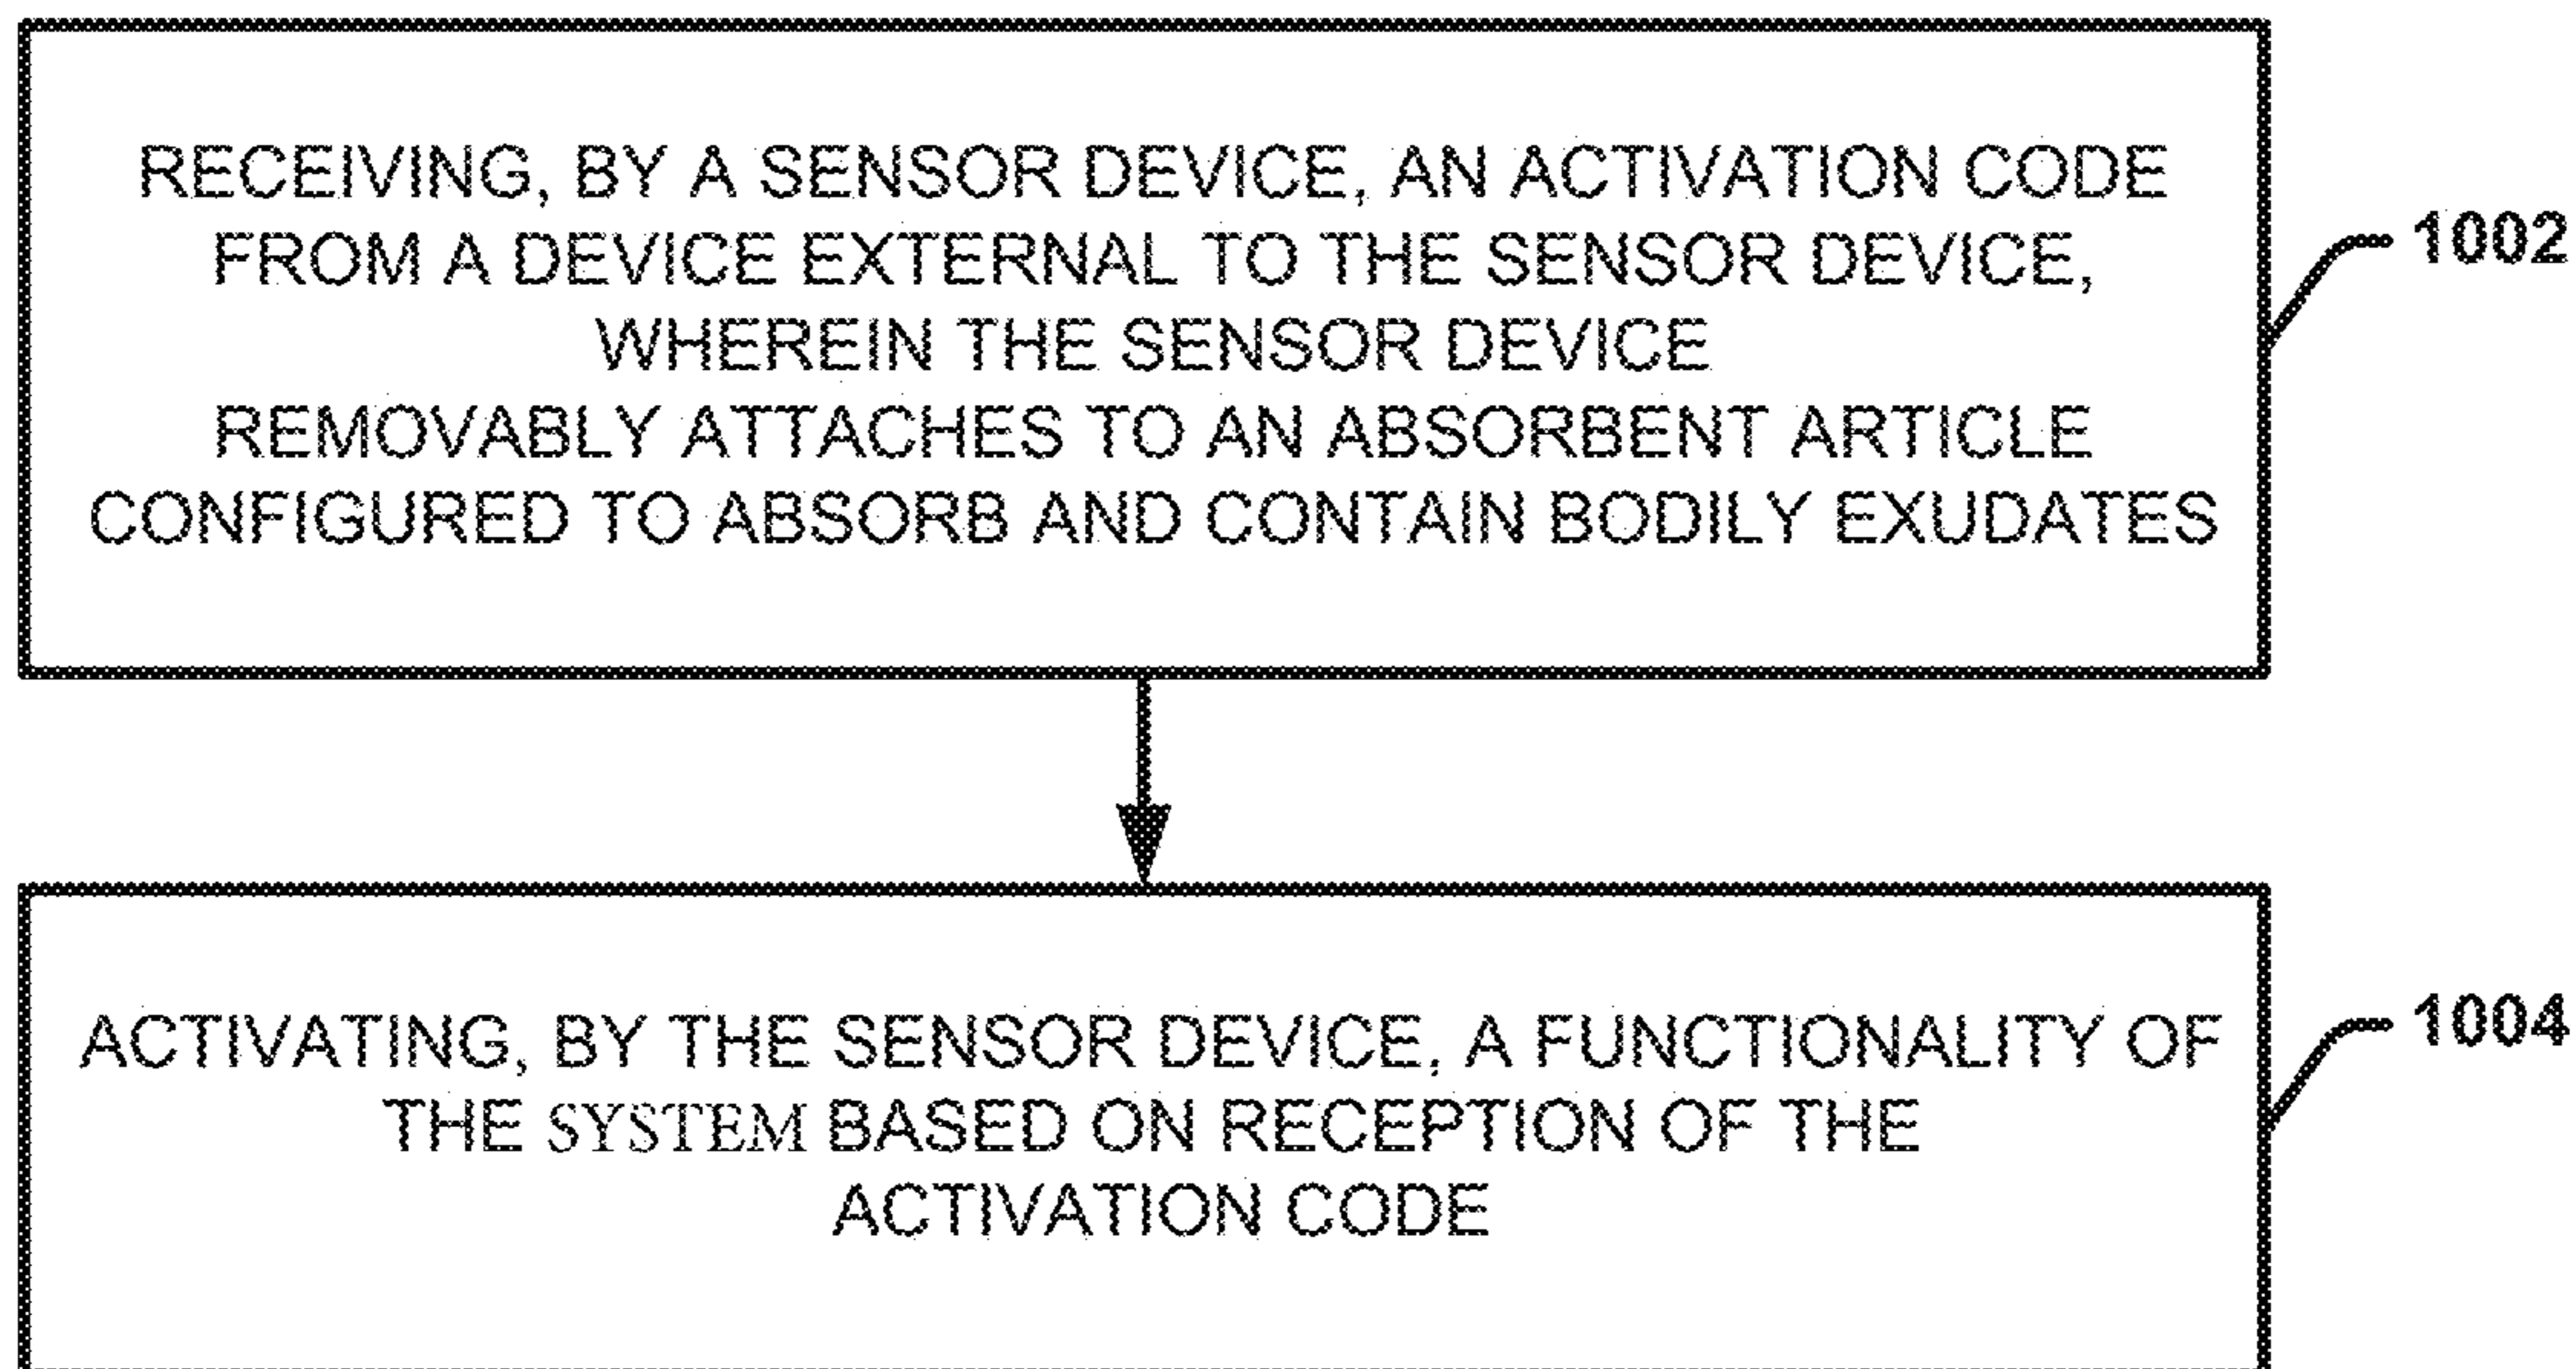 RECEIVING, BY A SENSOR DEVICE, AN ACTIVATION CODE
FROM A DEVICE EXTERNAL TO THE SENSOR DEVICE,
WHEREIN THE SENSOR DEVICE
REMOVABLY ATTACHES TO AN ABSORBENT ARTICLE
CONFIGURED TO ABSORB AND CONTAIN BODILY EXUDATES
1002
ACTIVATING, BY THE SENSOR DEVICE, A FUNCTIONALITY OF
THE SYSTEM BASED ON RECEPTION OF THE
ACTIVATION CODE
1004